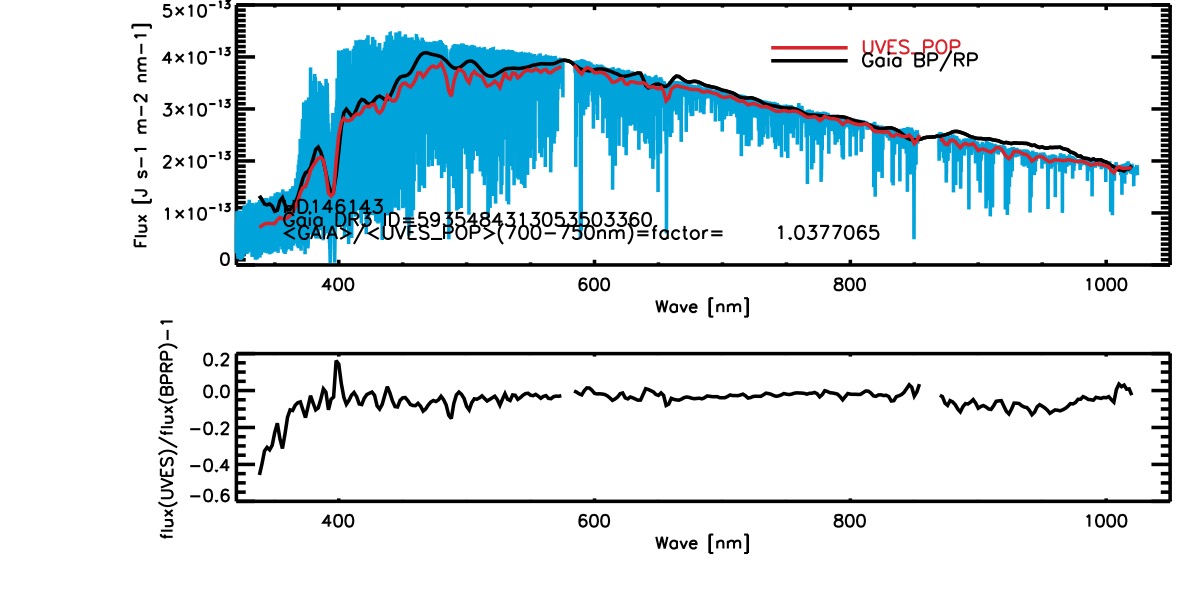 5×10−13
4×10−13
3×10−13
2×10−13
1×10−13
0
Flux [J s−1 m−2 nm−1]
UVES_POP
Gaia BP/RP
HD146143
Gaia DR3 ID=5935484313053503360
<GAIA>/<UVES_POP>(700−750nm)=factor= 1.0377065
400 600 800 1000
Wave [nm]
0.2
0.0
−0.2
−0.4
−0.6
flux(UVES)/flux(BPRP)−1
400 600 800 1000
Wave [nm]